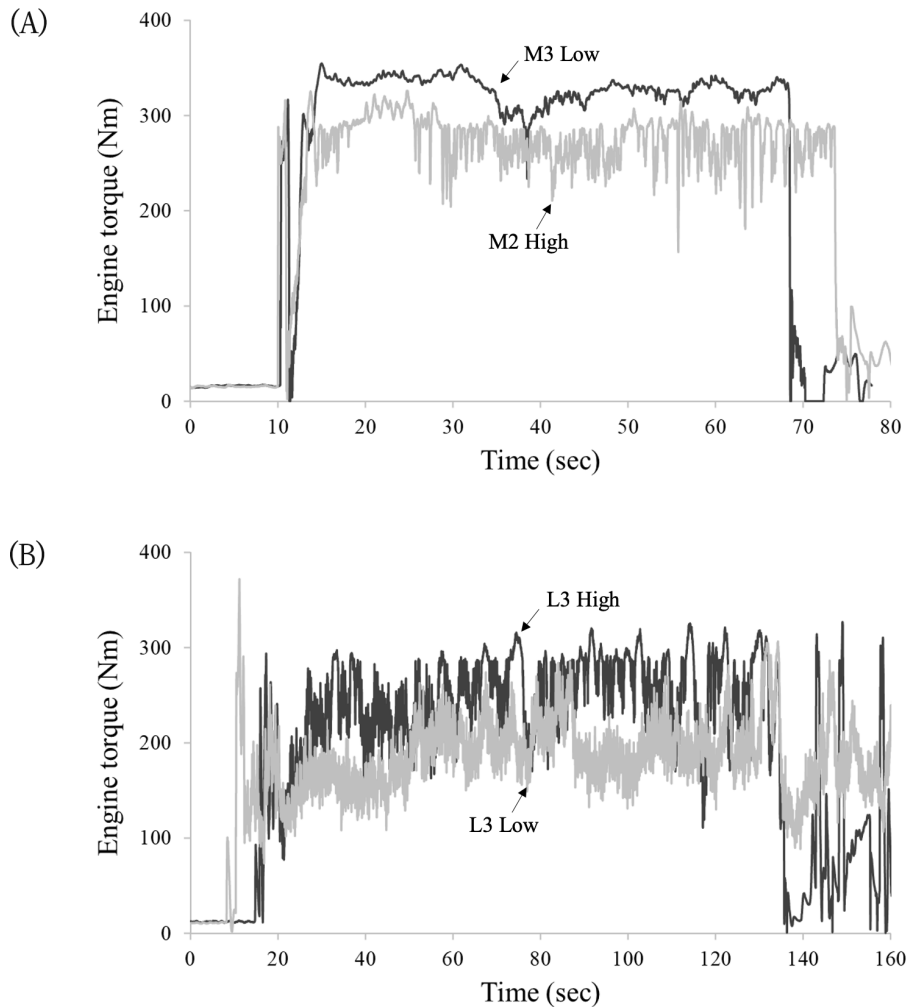 (A)
400
300
200
100
0
Engine torque (Nm)
M3 Low
M2 High
0 10 20 30 40 50 60 70 80
Time (sec)
(B)
400
300
200
100
0
Engine torque (Nm)
L3 High
L3 Low
0 20 40 60 80 100 120 140 160
Time (sec)